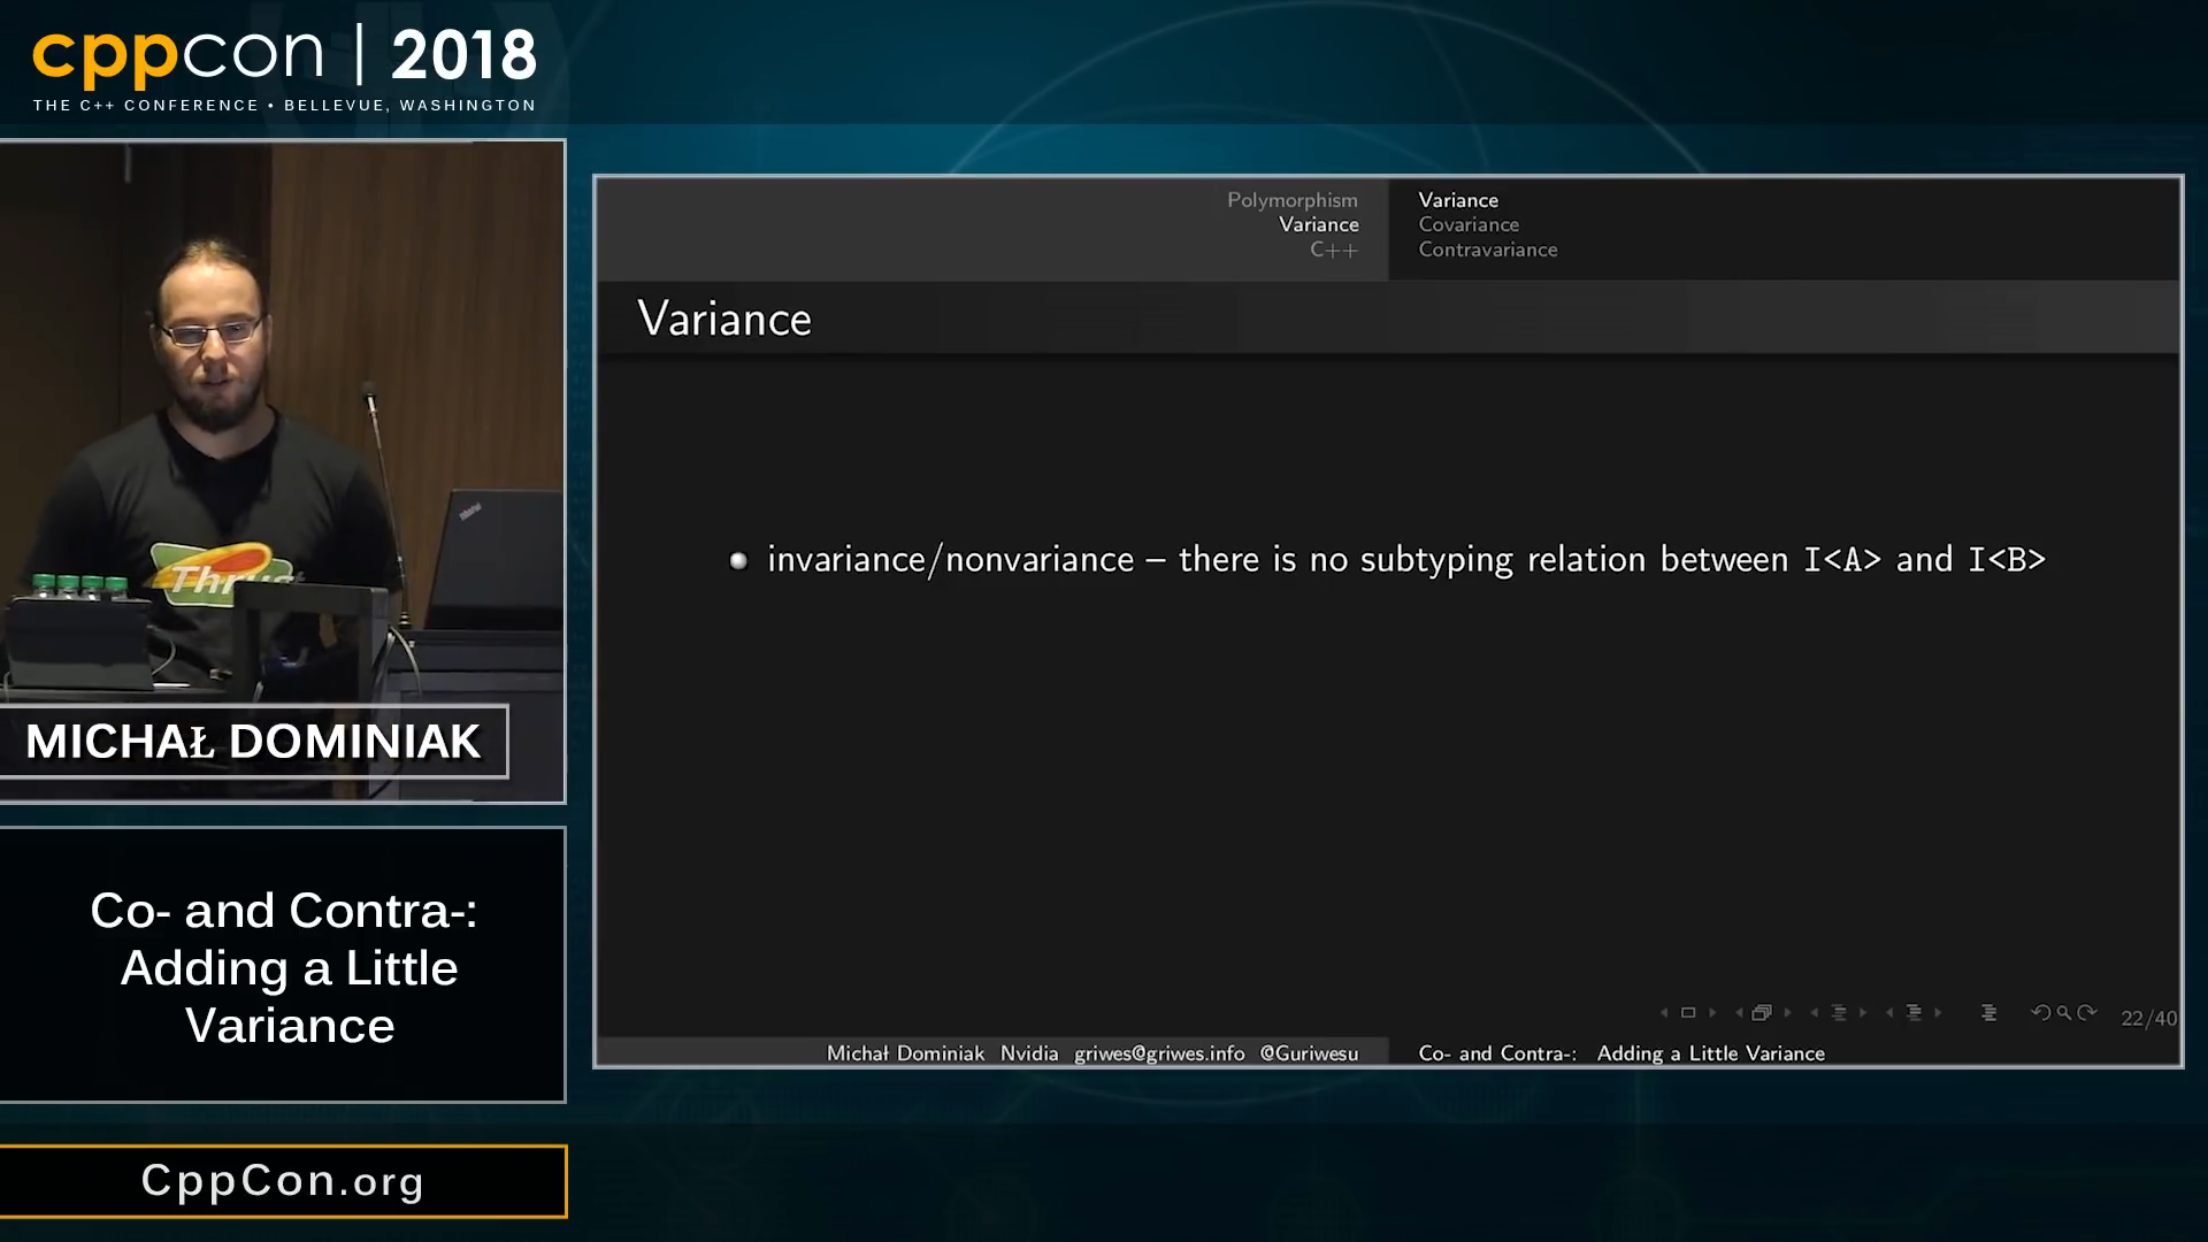 cppcon | 2018
THE C++ CONFERENCE • BELLEVUE, WASHINGTON
Thrust
MICHAŁ DOMINIAK
Co- and Contra-:
Adding a Little
Variance
CppCon.org
Polymorphism
Variance
C++
Variance
Covariance
Contravariance
Variance
invariance/nonvariance – there is no subtyping relation between I<A> and I<B>
22/40
Michał Dominiak Nvidia griwes@griwes.info @Guriwesu
Co- and Contra-: Adding a Little Variance